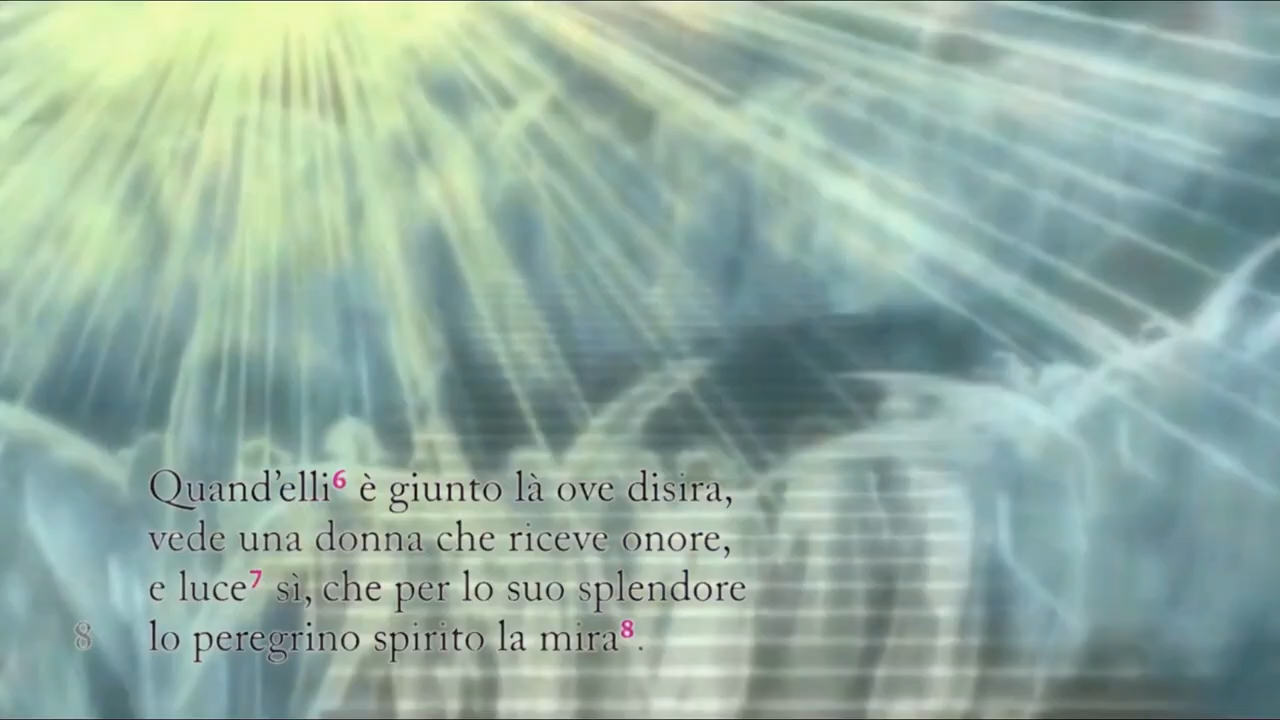 Quand’elli6 è giunto là ove disira,
vede una donna che riceve onore,
e luce7 sì, che per lo suo splendore
8 lo peregrino spirito la mira8.